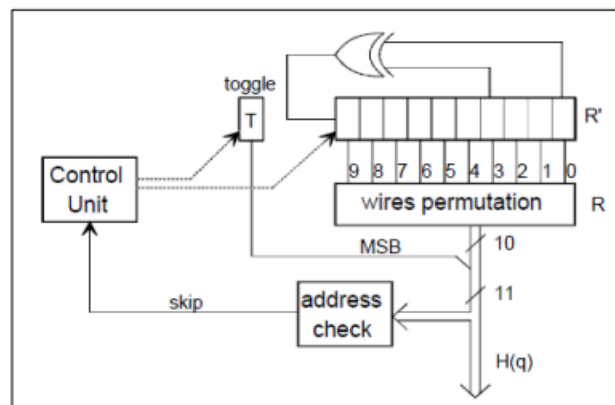 toggle
T
R'
9 8 7 6 5 4 3 2 1 0
Control
Unit
wires permutation
R
10
MSB
11
skip
address
check
H(q)